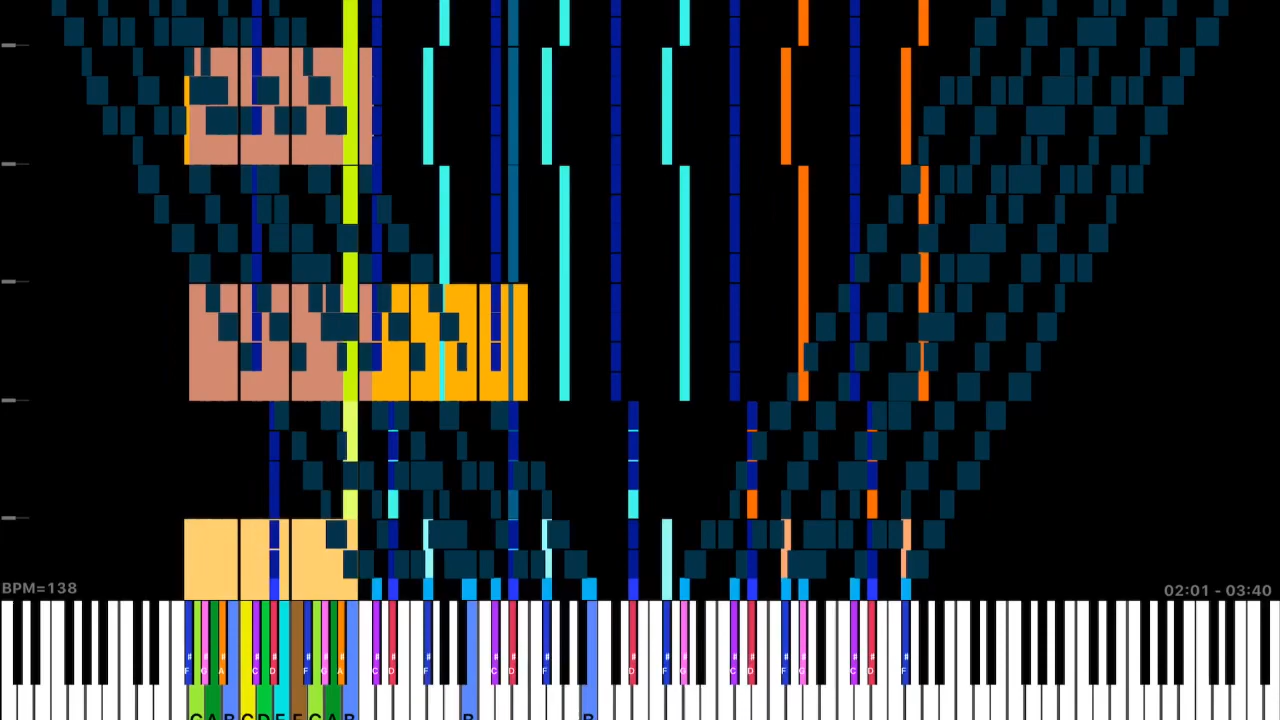 BPM=138 02:01 - 03:40
# # # # # # # # # # # # # # # # # # # # # # # # #
F G A C D F G A C D F C D F D F G C D F G C D F
G A B C D E F G A B B B